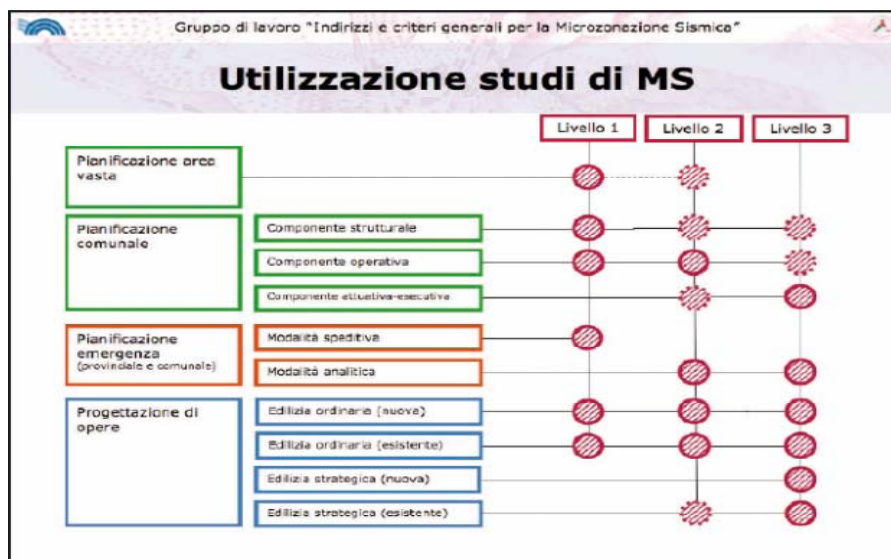 Gruppo di lavoro "Indirizzi e criteri generali per la Microzonazione Sismica"
Utilizzazione studi di MS
Livello 1
Livello 2
Livello 3
Pianificazione area
vasta
Pianificazione
comunale
Componente strutturale
Componente operativa
Componente attuativa-esecutiva
Pianificazione
emergenza
(provinciale e comunale)
Modalità speditiva
Modalità analitica
Progettazione di
opere
Edilizia ordinaria (nuova)
Edilizia ordinaria (esistente)
Edilizia strategica (nuova)
Edilizia strategica (esistente)